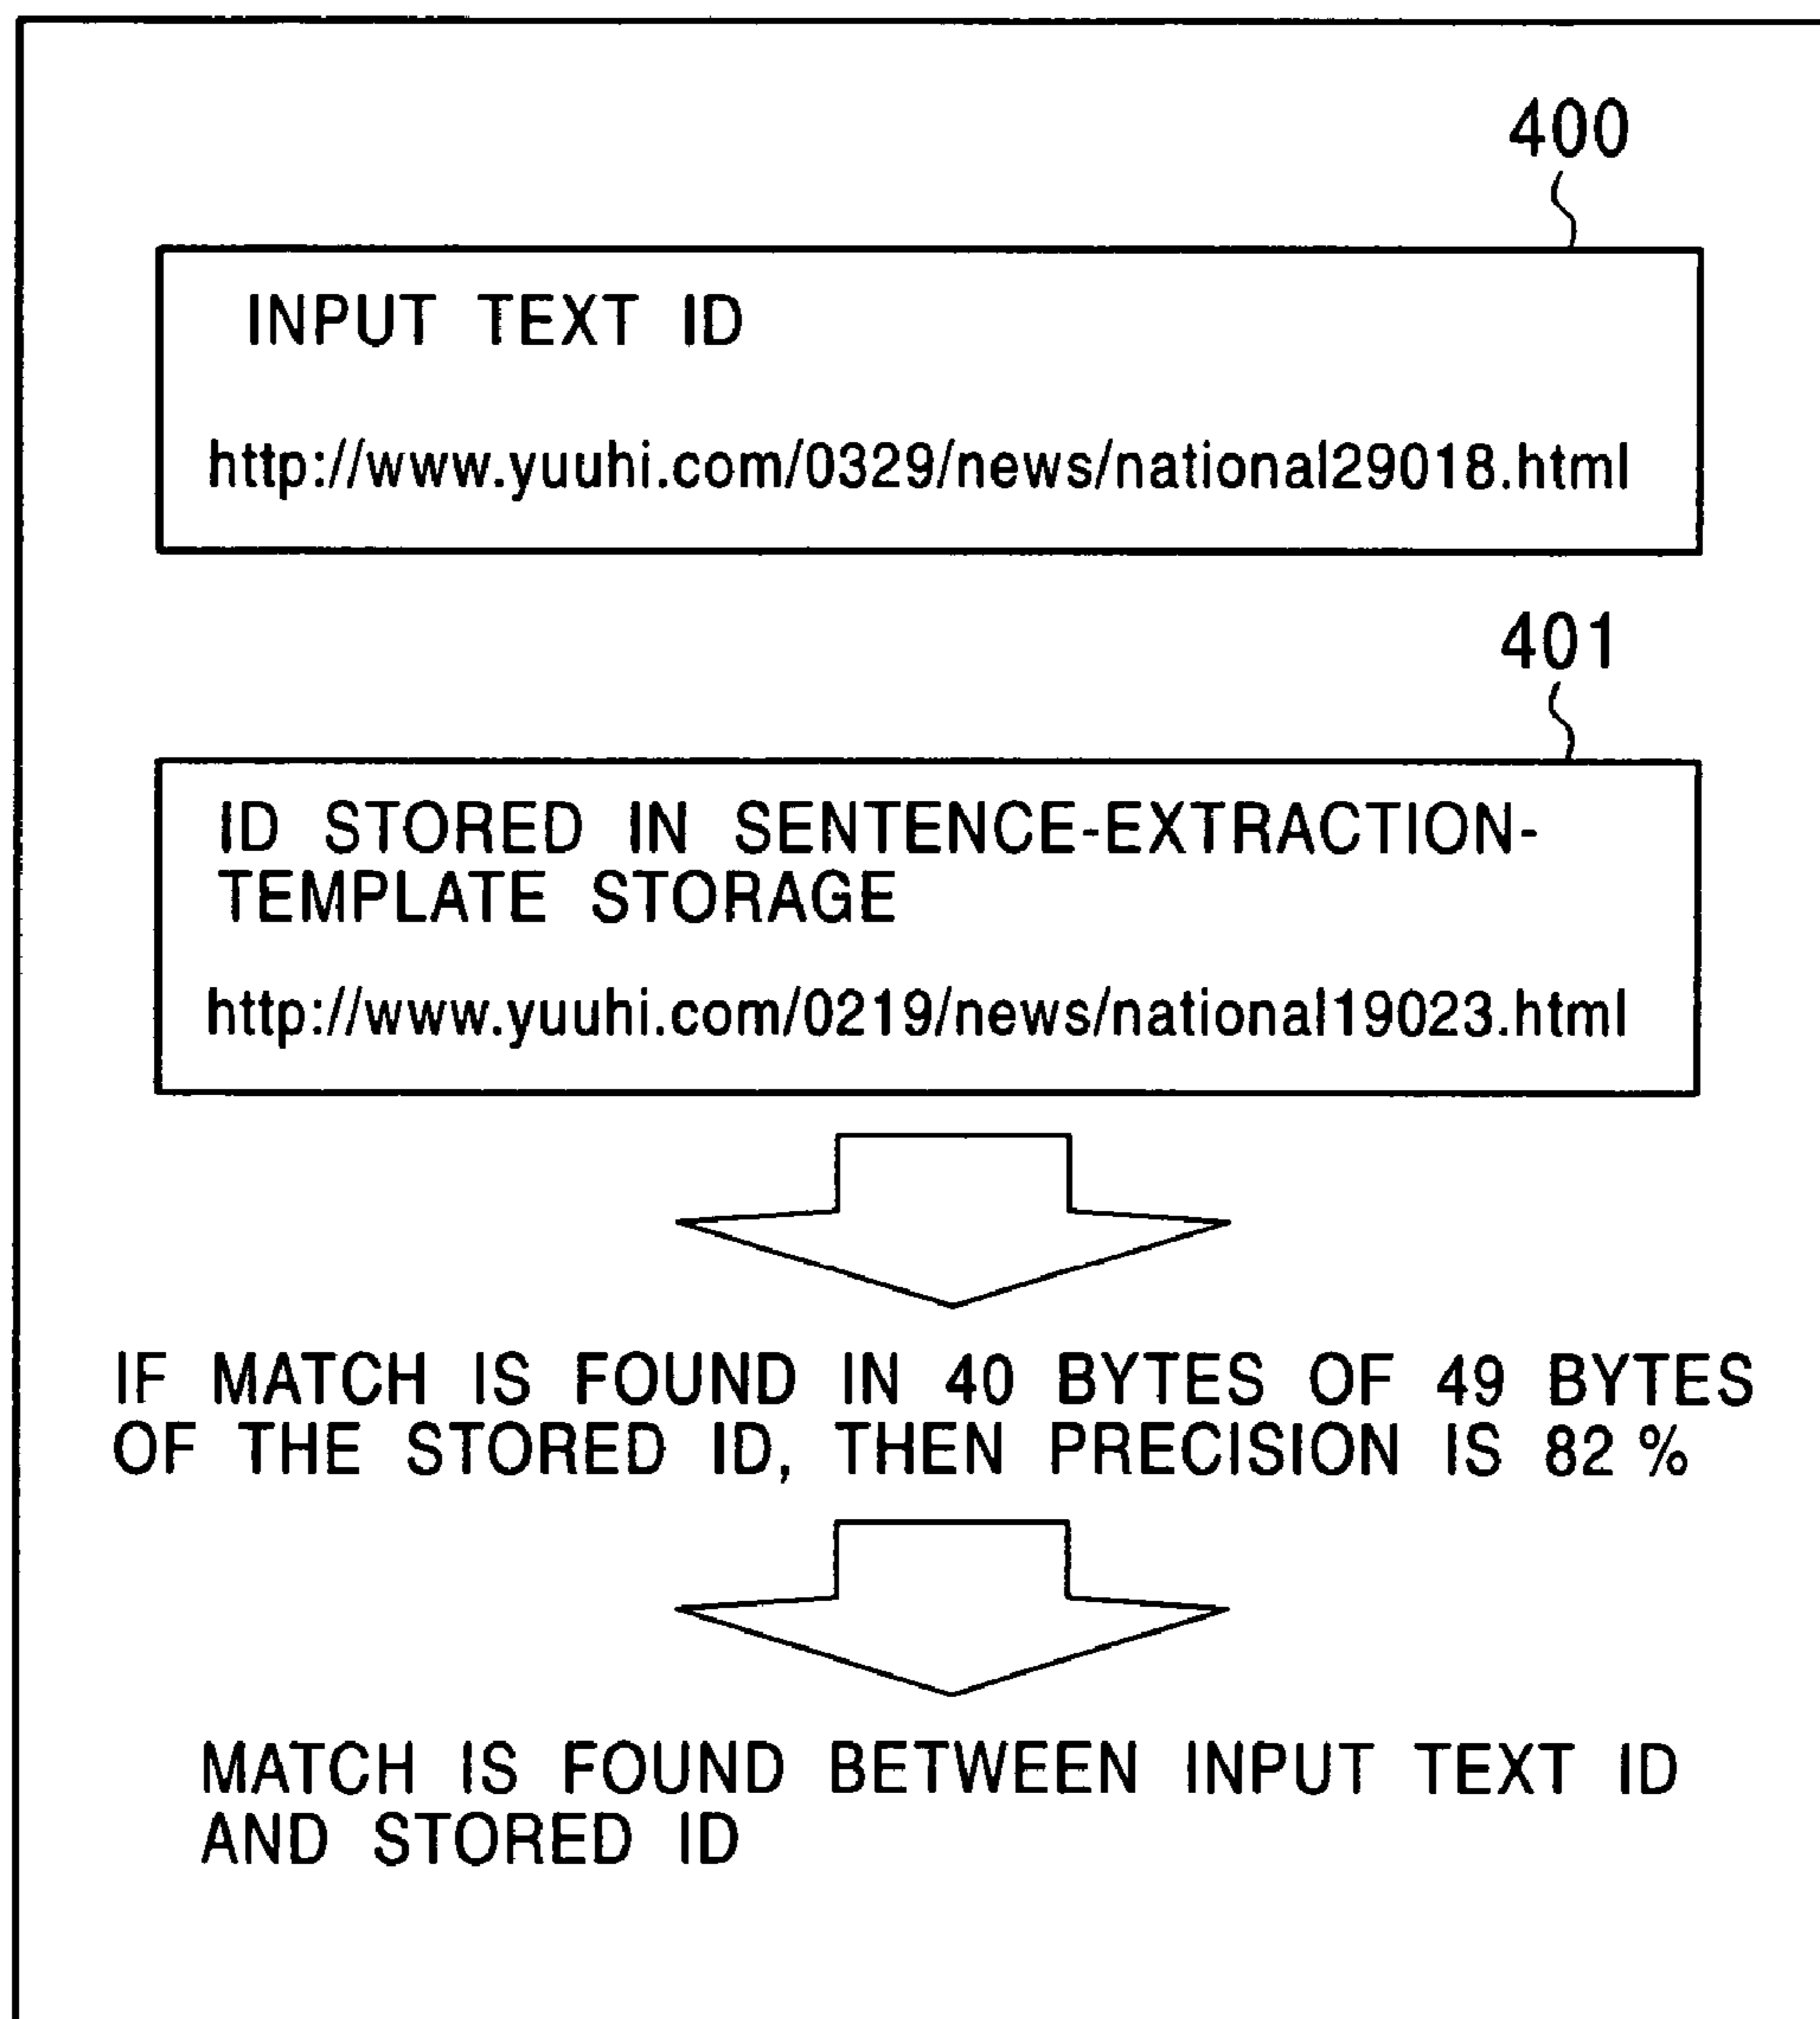 400
INPUT TEXT ID
http://www.yuuhi.com/0329/news/national29018.html
401
ID STORED IN SENTENCE-EXTRACTION-
TEMPLATE STORAGE
http://www.yuuhi.com/0219/news/national19023.html
IF MATCH IS FOUND IN 40 BYTES OF 49 BYTES
OF THE STORED ID, THEN PRECISION IS 82 %
MATCH IS FOUND BETWEEN INPUT TEXT ID
AND STORED ID